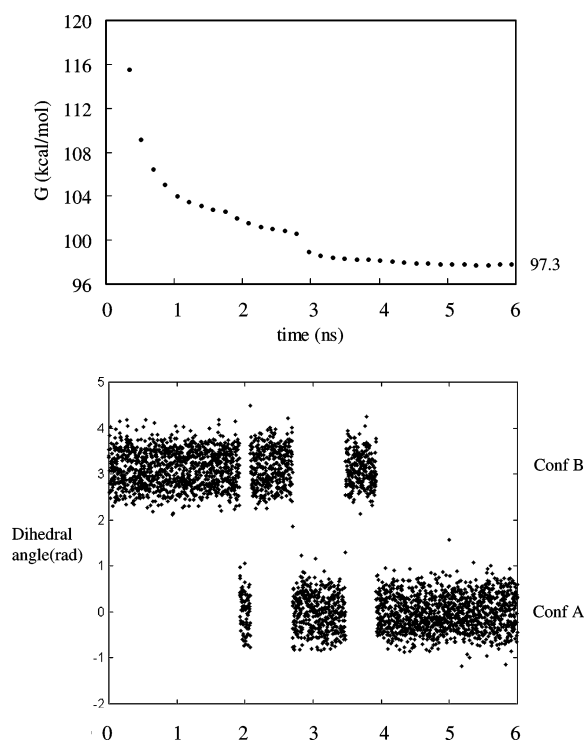 120
116
112
108
104
100
96
G (kcal/mol)
97.3
0 1 2 3 4 5 6
time (ns)
5
4
3
2
1
0
-1
-2
Dihedral
angle(rad)
Conf B
Conf A
0 1 2 3 4 5 6